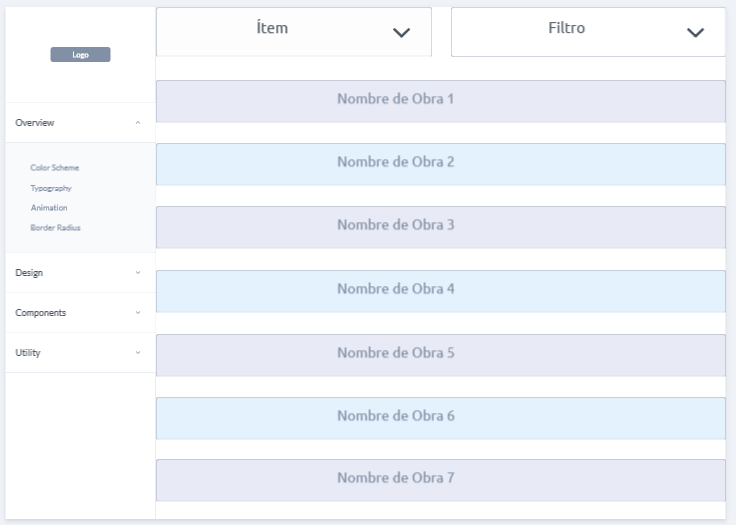 Logo
Overview
Color Scheme
Typography
Animation
Border Radius
Design
Components
Utility
Ítem
Filtro
Nombre de Obra 1
Nombre de Obra 2
Nombre de Obra 3
Nombre de Obra 4
Nombre de Obra 5
Nombre de Obra 6
Nombre de Obra 7